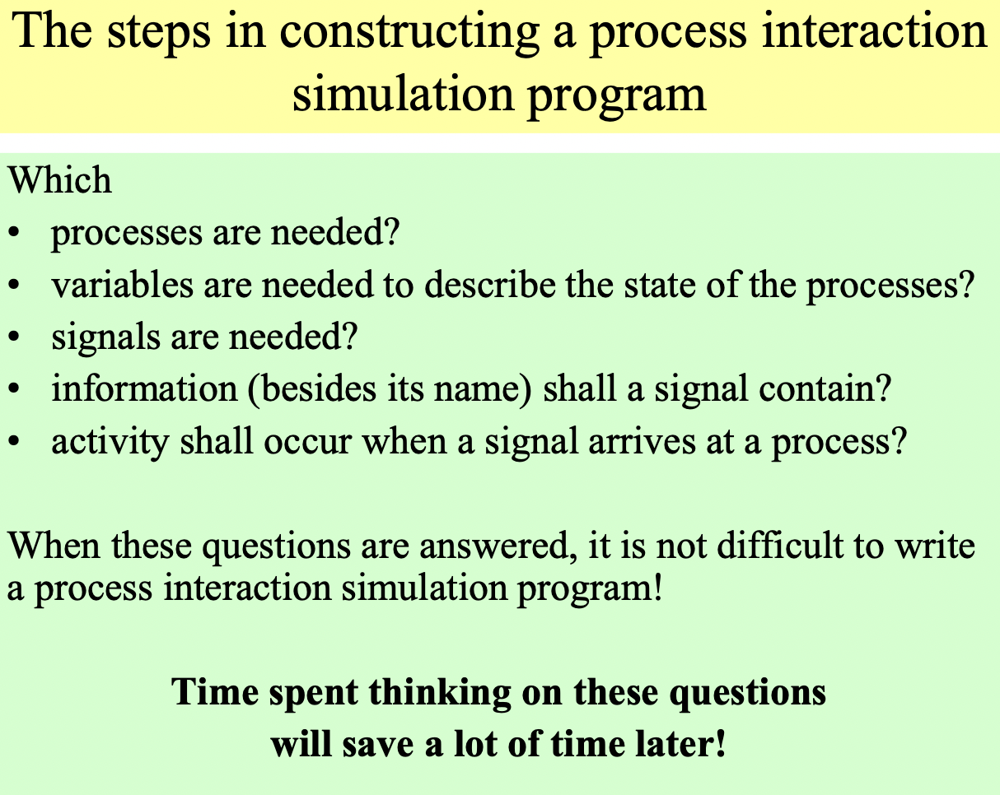 The steps in constructing a process interaction
simulation program
Which
• processes are needed?
• variables are needed to describe the state of the processes?
• signals are needed?
• information (besides its name) shall a signal contain?
• activity shall occur when a signal arrives at a process?
When these questions are answered, it is not difficult to write
a process interaction simulation program!
Time spent thinking on these questions
will save a lot of time later!